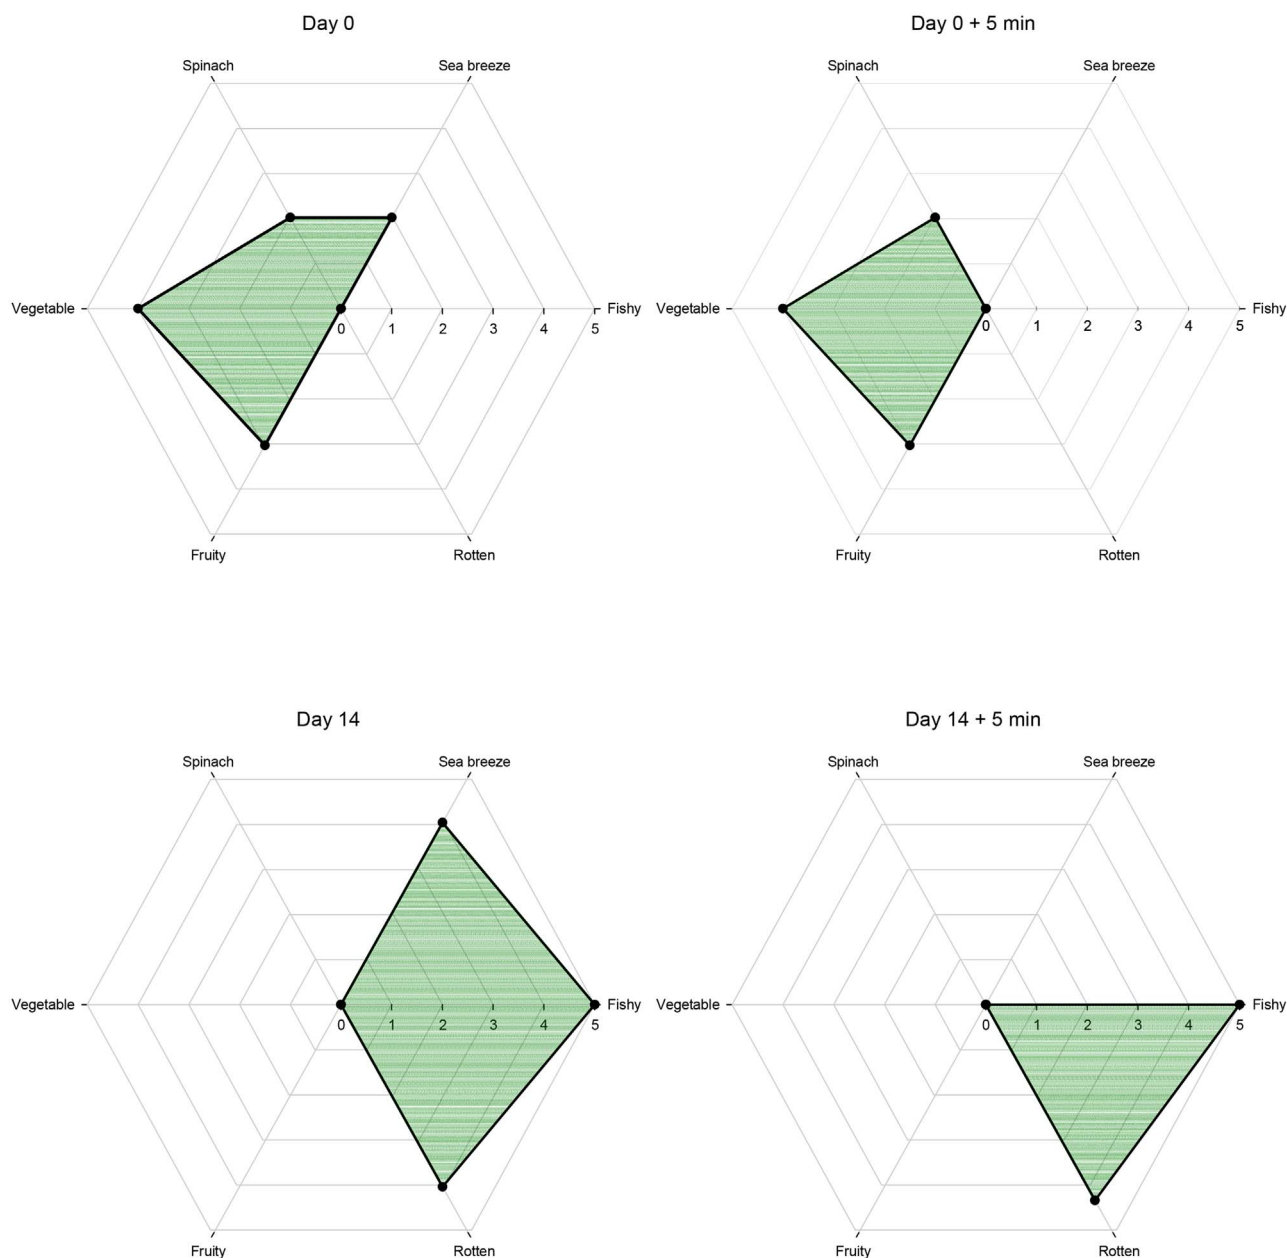 Day 0
Day 0 + 5 min
Spinach
Sea breeze
Spinach
Sea breeze
Vegetable
Fishy
Vegetable
Fishy
0 1 2 3 4 5
0 1 2 3 4 5
Fruity
Rotten
Fruity
Rotten
Day 14
Day 14 + 5 min
Spinach
Sea breeze
Spinach
Sea breeze
Vegetable
Fishy
Vegetable
Fishy
0 1 2 3 4 5
0 1 2 3 4 5
Fruity
Rotten
Fruity
Rotten